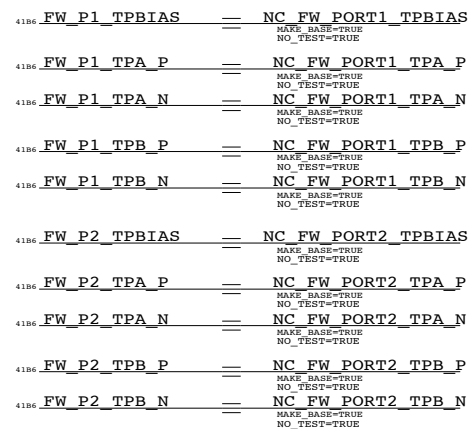 41B6 FW_P1_TPBIAS = NC_FW_PORT1_TPBIAS
MAKE_BASE=TRUE
NO_TEST=TRUE
41B6 FW_P1_TPA_P = NC_FW_PORT1_TPA_P
MAKE_BASE=TRUE
NO_TEST=TRUE
41B6 FW_P1_TPA_N = NC_FW_PORT1_TPA_N
MAKE_BASE=TRUE
NO_TEST=TRUE
41B6 FW_P1_TPB_P = NC_FW_PORT1_TPB_P
MAKE_BASE=TRUE
NO_TEST=TRUE
41B6 FW_P1_TPB_N = NC_FW_PORT1_TPB_N
MAKE_BASE=TRUE
NO_TEST=TRUE
41B6 FW_P2_TPBIAS = NC_FW_PORT2_TPBIAS
MAKE_BASE=TRUE
NO_TEST=TRUE
41B6 FW_P2_TPA_P = NC_FW_PORT2_TPA_P
MAKE_BASE=TRUE
NO_TEST=TRUE
41B6 FW_P2_TPA_N = NC_FW_PORT2_TPA_N
MAKE_BASE=TRUE
NO_TEST=TRUE
41B6 FW_P2_TPB_P = NC_FW_PORT2_TPB_P
MAKE_BASE=TRUE
NO_TEST=TRUE
41B6 FW_P2_TPB_N = NC_FW_PORT2_TPB_N
MAKE_BASE=TRUE
NO_TEST=TRUE